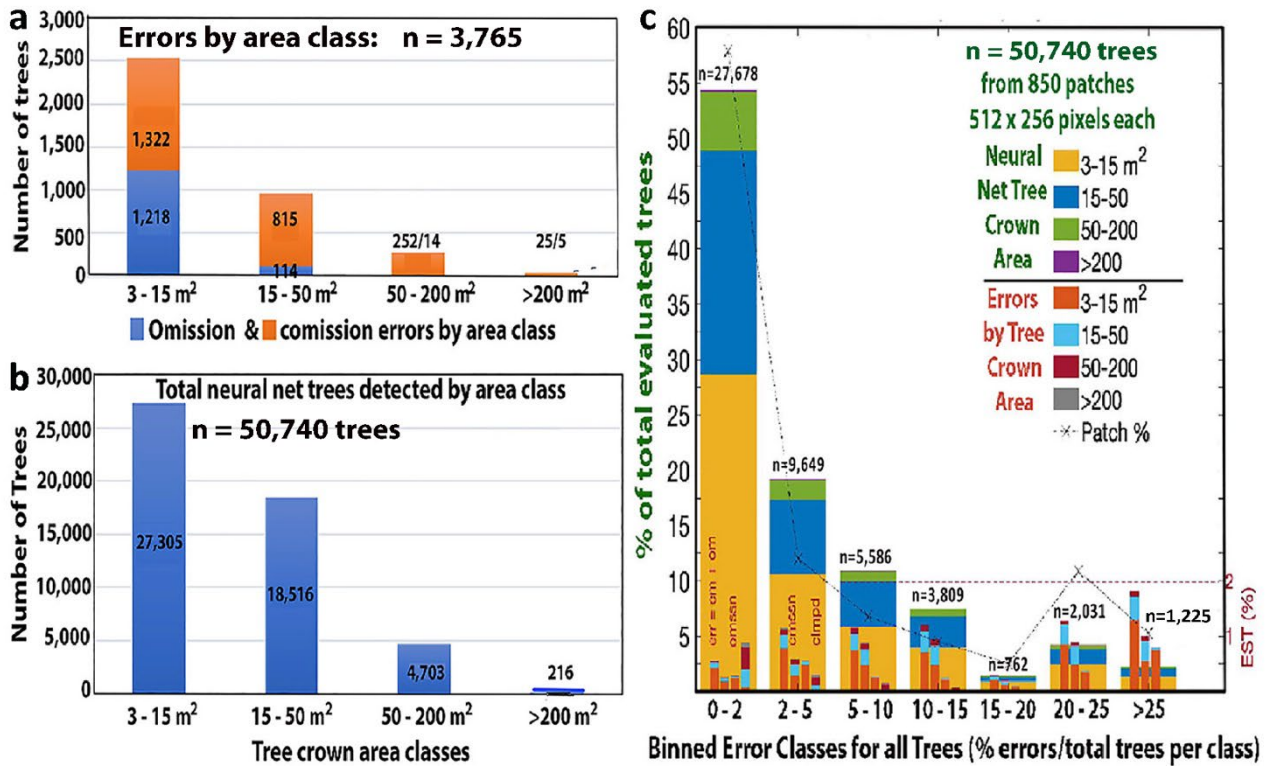 a
3,000
2,500
2,000
1,500
1,000
500
0
Number of trees
Errors by area class: n = 3,765
1,322
1,218
815
114
252/14
25/5
3 - 15 m²
15 - 50 m²
50 - 200 m²
>200 m²
Omission & comission errors by area class
b
30,000
25,000
20,000
15,000
10,000
5,000
0
Number of Trees
Total neural net trees detected by area class
n = 50,740 trees
27,305
18,516
4,703
216
3 - 15 m²
15 - 50 m²
50 - 200 m²
>200 m²
Tree crown area classes
c
60
55
50
45
40
35
30
25
20
15
10
5
% of total evaluated trees
n = 50,740 trees
from 850 patches
512 x 256 pixels each
Neural
Net Tree
Crown
Area
3-15 m²
15-50
50-200
>200
Errors
by Tree
Crown
Area
3-15 m²
15-50
50-200
>200
Patch %
n=27,678
n=9,649
n=5,586
n=3,809
n=762
n=2,031
n=1,225
omssn
cmssn
clmpd
2
1
EST (%)
0 - 2
2 - 5
5 - 10
10 - 15
15 - 20
20 - 25
>25
Binned Error Classes for all Trees (% errors/total trees per class)